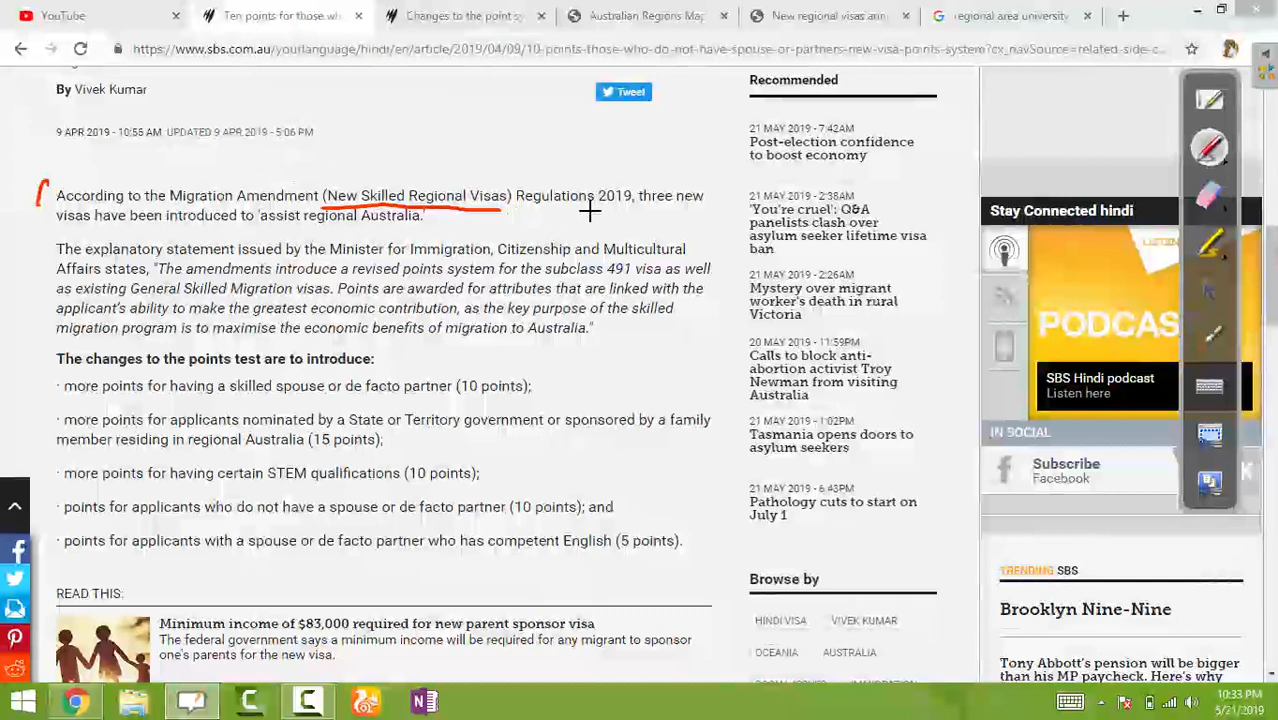 YouTube
Ten points for those wh
Changes to the point sy
Australian Regions Map
New regional visas ann
regional area university
https://www.sbs.com.au/yourlanguage/hindi/en/article/2019/04/09/10-points-those-who-do-not-have-spouse-or-partners-new-visa-points-system?cx_navSource=related-side-c...
By Vivek Kumar
Tweet
9 APR 2019 - 10:55 AM UPDATED 9 APR 2019 - 5:06 PM
According to the Migration Amendment (New Skilled Regional Visas) Regulations 2019, three new
visas have been introduced to 'assist regional Australia.'
The explanatory statement issued by the Minister for Immigration, Citizenship and Multicultural
Affairs states, "The amendments introduce a revised points system for the subclass 491 visa as well
as existing General Skilled Migration visas. Points are awarded for attributes that are linked with the
applicant's ability to make the greatest economic contribution, as the key purpose of the skilled
migration program is to maximise the economic benefits of migration to Australia."
The changes to the points test are to introduce:
· more points for having a skilled spouse or de facto partner (10 points);
· more points for applicants nominated by a State or Territory government or sponsored by a family
member residing in regional Australia (15 points);
· more points for having certain STEM qualifications (10 points);
· points for applicants who do not have a spouse or de facto partner (10 points); and
· points for applicants with a spouse or de facto partner who has competent English (5 points).
READ THIS:
Minimum income of $83,000 required for new parent sponsor visa
The federal government says a minimum income will be required for any migrant to sponsor
one's parents for the new visa.
Recommended
21 MAY 2019 - 7:42AM
Post-election confidence
to boost economy
21 MAY 2019 - 2:38AM
'You're cruel': Q&A
panelists clash over
asylum seeker lifetime visa
ban
21 MAY 2019 - 2:26AM
Mystery over migrant
worker's death in rural
Victoria
20 MAY 2019 - 11:59PM
Calls to block anti-
abortion activist Troy
Newman from visiting
Australia
21 MAY 2019 - 1:02PM
Tasmania opens doors to
asylum seekers
21 MAY 2019 - 6:43PM
Pathology cuts to start on
July 1
Browse by
HINDI VISA
VIVEK KUMAR
OCEANIA
AUSTRALIA
Stay Connected hindi
PODCAS
SBS Hindi podcast
Listen here
IN SOCIAL
Subscribe
Facebook
TRENDING SBS
Brooklyn Nine-Nine
Tony Abbott's pension will be bigger
than his MP paycheck. Here's why
10:33 PM
5/21/2019